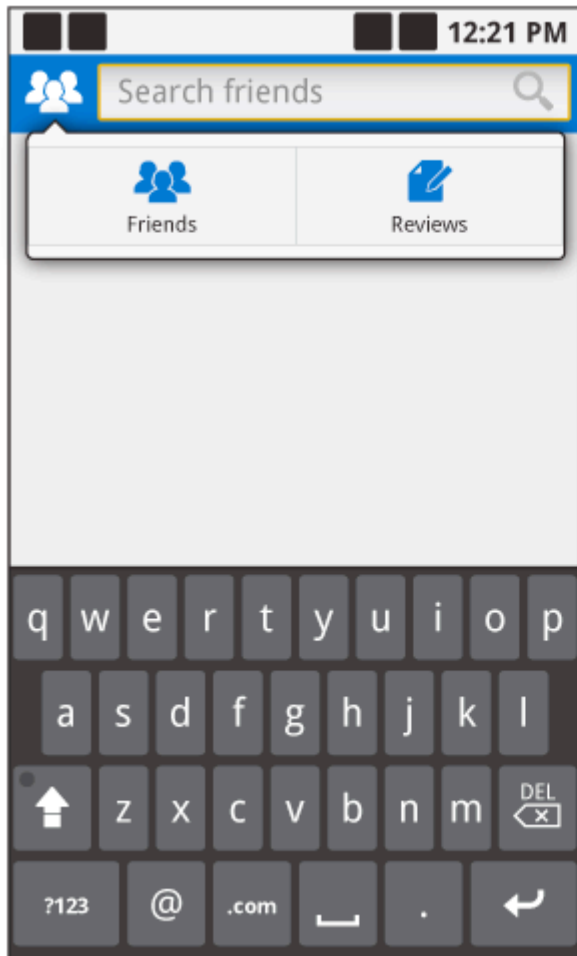 12:21 PM
Search friends
Friends Reviews
q w e r t y u i o p
a s d f g h j k l
z x c v b n m DEL
?123 @ .com .